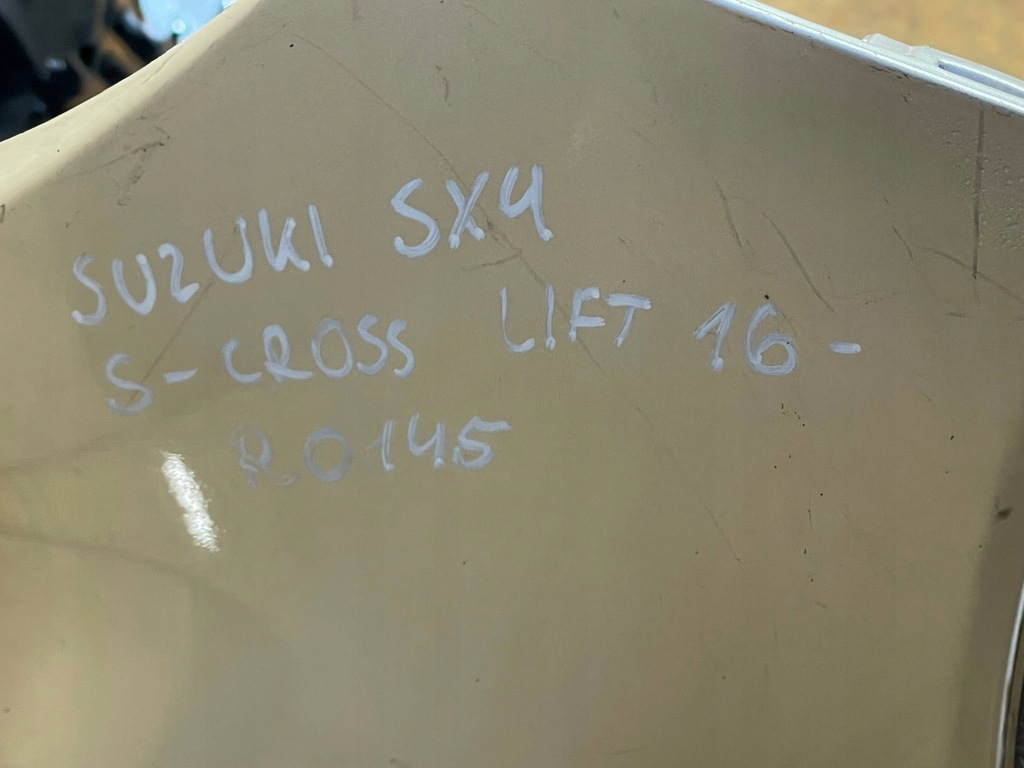 SUZUKI SX4
S-CROSS LIFT 16-
R0145